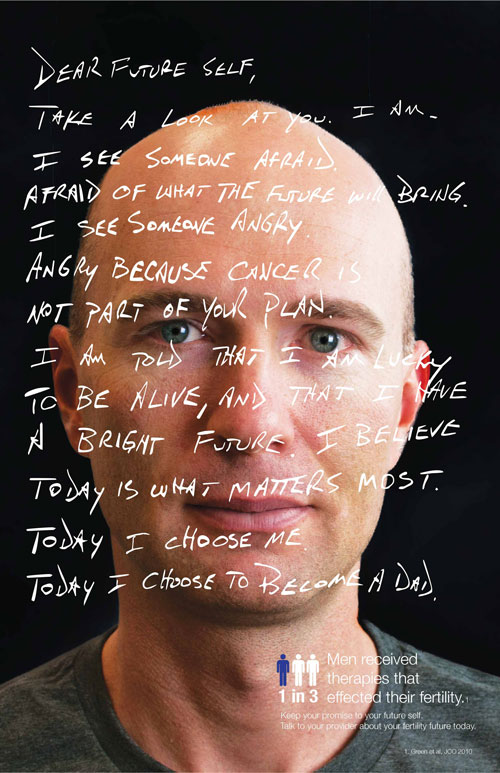 DEAR FUTURE SELF,
TAKE A LOOK AT YOU. I AM.
I SEE SOMEONE AFRAID.
AFRAID OF WHAT THE FUTURE WILL BRING.
I SEE SOMEONE ANGRY.
ANGRY BECAUSE CANCER IS
NOT PART OF YOUR PLAN.
I AM TOLD THAT I AM LUCKY
TO BE ALIVE, AND THAT I HAVE
A BRIGHT FUTURE. I BELIEVE
TODAY IS WHAT MATTERS MOST.
TODAY I CHOOSE ME.
TODAY I CHOOSE TO BECOME A DAD.
Men received
therapies that
1 in 3 effected their fertility.1
Keep your promise to your future self.
Talk to your provider about your fertility future today.
1. Green et al, JCO 2010